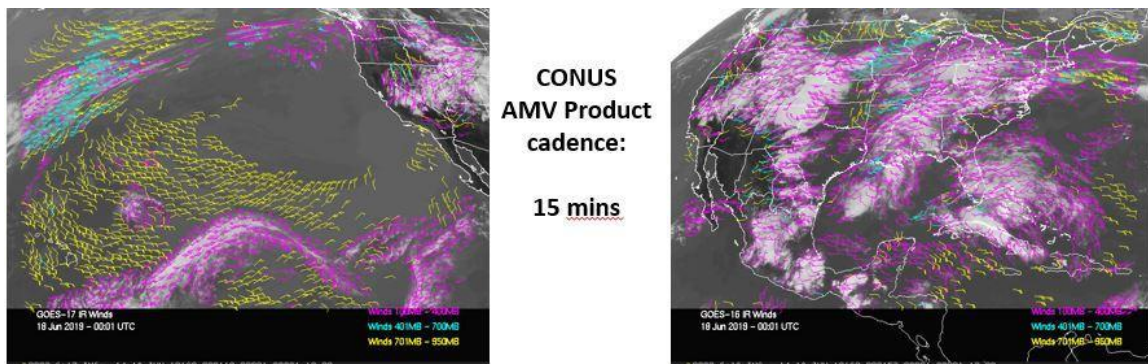 CONUS
AMV Product
cadence:
15 mins
GOES-17 IR Winds
18 Jun 2019 - 00:01 UTC
Winds 100MB - 400MB
Winds 401MB - 700MB
Winds 701MB - 950MB
GOES-16 IR Winds
18 Jun 2019 - 00:01 UTC
Winds 100MB - 400MB
Winds 401MB - 700MB
Winds 701MB - 950MB